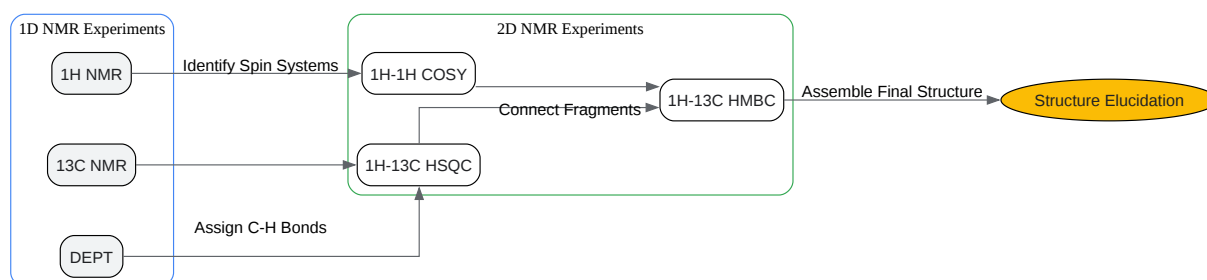 1D NMR Experiments
2D NMR Experiments
1H NMR
Identify Spin Systems
1H-1H COSY
1H-13C HMBC
Assemble Final Structure
Structure Elucidation
Connect Fragments
13C NMR
1H-13C HSQC
Assign C-H Bonds
DEPT